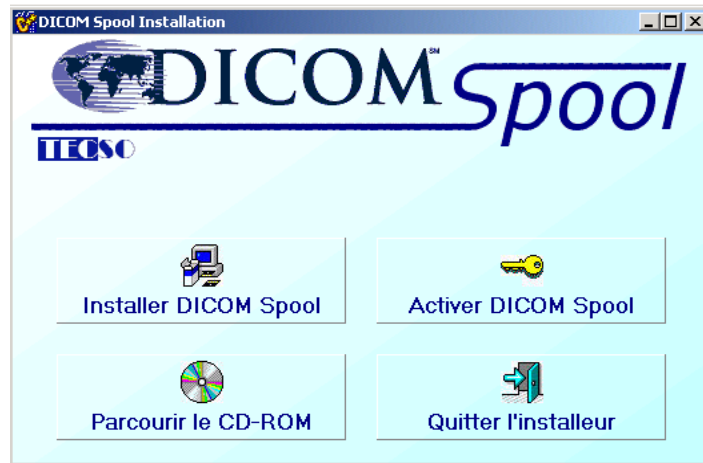 DICOM Spool Installation
DICOM SM Spool
TECSO
Installer DICOM Spool
Activer DICOM Spool
Parcourir le CD-ROM
Quitter l'installeur